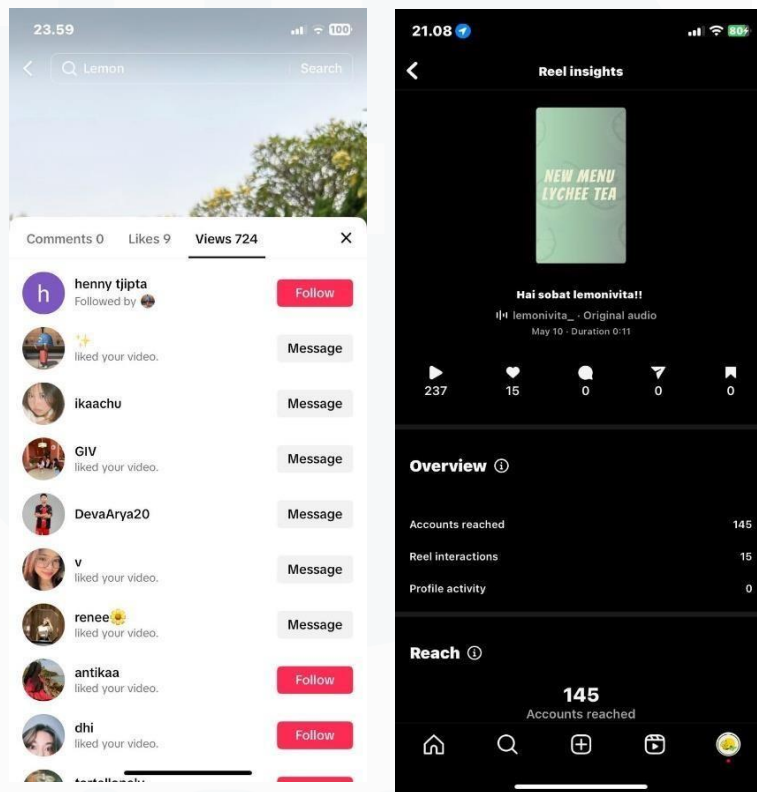 23.59
100
Lemon
Search
Comments 0 Likes 9 Views 724
h
henny tjipta
Followed by
Follow
liked your video.
Message
ikaachu
Message
GIV
liked your video.
Message
DevaArya20
Message
v
liked your video.
Message
renee
liked your video.
Message
antikaa
liked your video.
Follow
dhi
liked your video.
Follow
21.08
80
Reel insights
NEW MENU
LYCHEE TEA
Hai sobat lemonivita!!
lemonivita_ · Original audio
May 10 · Duration 0:11
237 15 0 0 0
Overview
Accounts reached 145
Reel interactions 15
Profile activity 0
Reach
145
Accounts reached